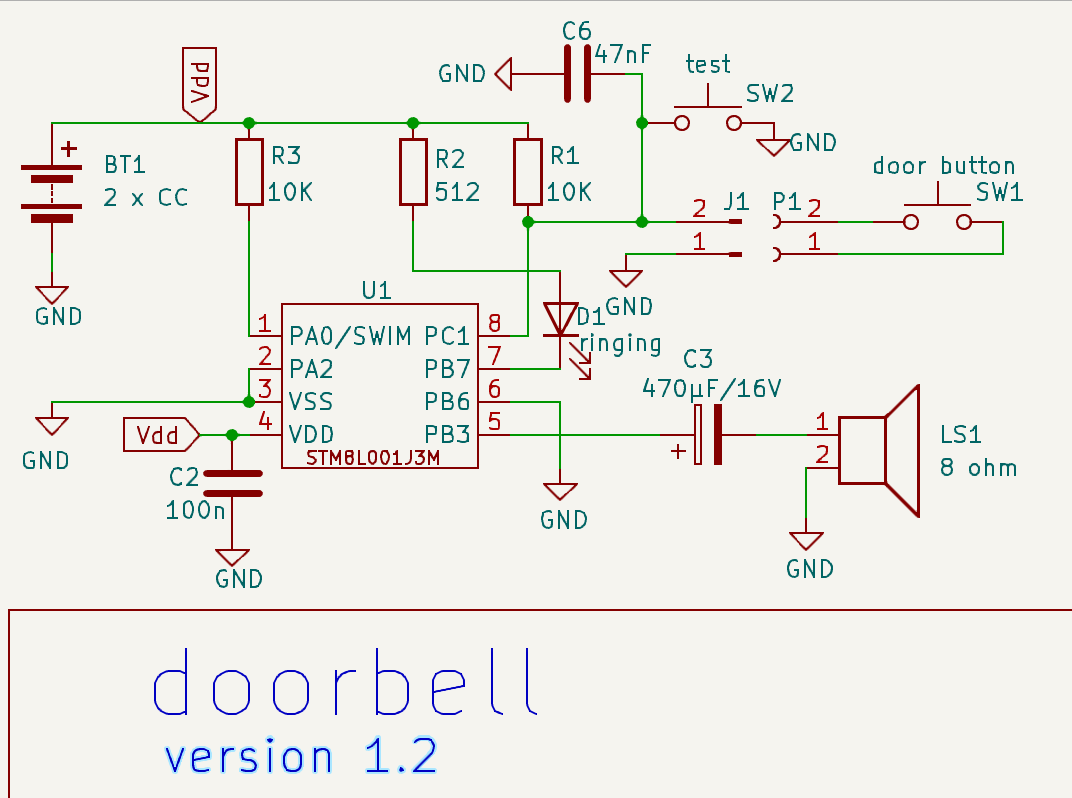 C6
47nF
GND
test
SW2
GND
Vdd
BT1
2 x CC
GND
R3
10K
R2
512
R1
10K
door button
SW1
2 J1 P1 2
1 1
GND
D1
ringing
U1
1 PA0/SWIM PC1 8
2 PA2 PB7 7
3 VSS PB6 6
4 VDD PB3 5
STM8L001J3M
GND
Vdd
C2
100n
GND
GND
C3
470µF/16V
+
1
2
LS1
8 ohm
GND
doorbell
version 1.2